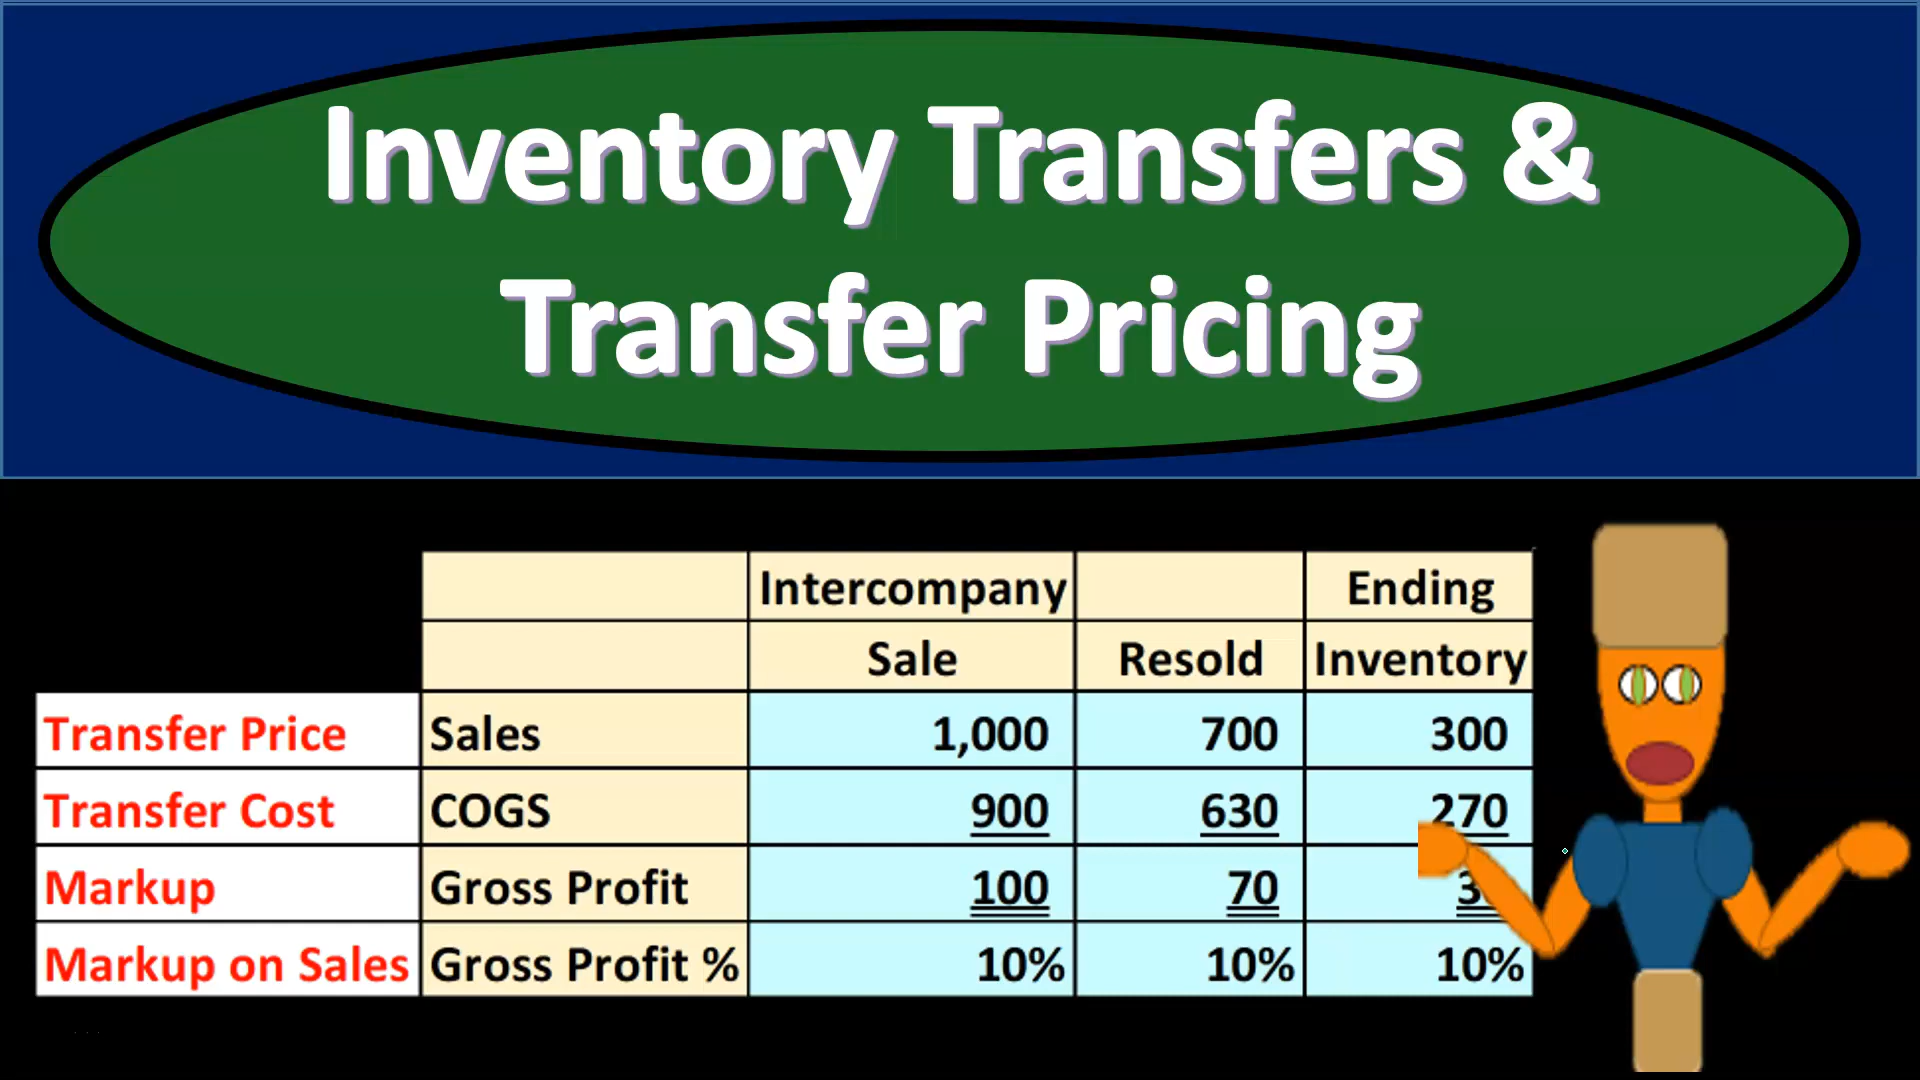 Inventory Transfers &
Transfer Pricing
Intercompany Ending
Sale Resold Inventory
Transfer Price Sales 1,000 700 300
Transfer Cost COGS 900 630 270
Markup Gross Profit 100 70
Markup on Sales Gross Profit % 10% 10% 10%